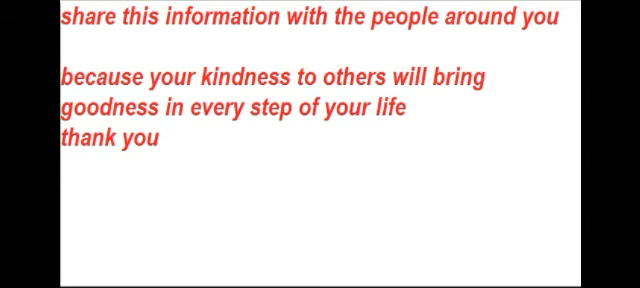 share this information with the people around you
because your kindness to others will bring
goodness in every step of your life
thank you